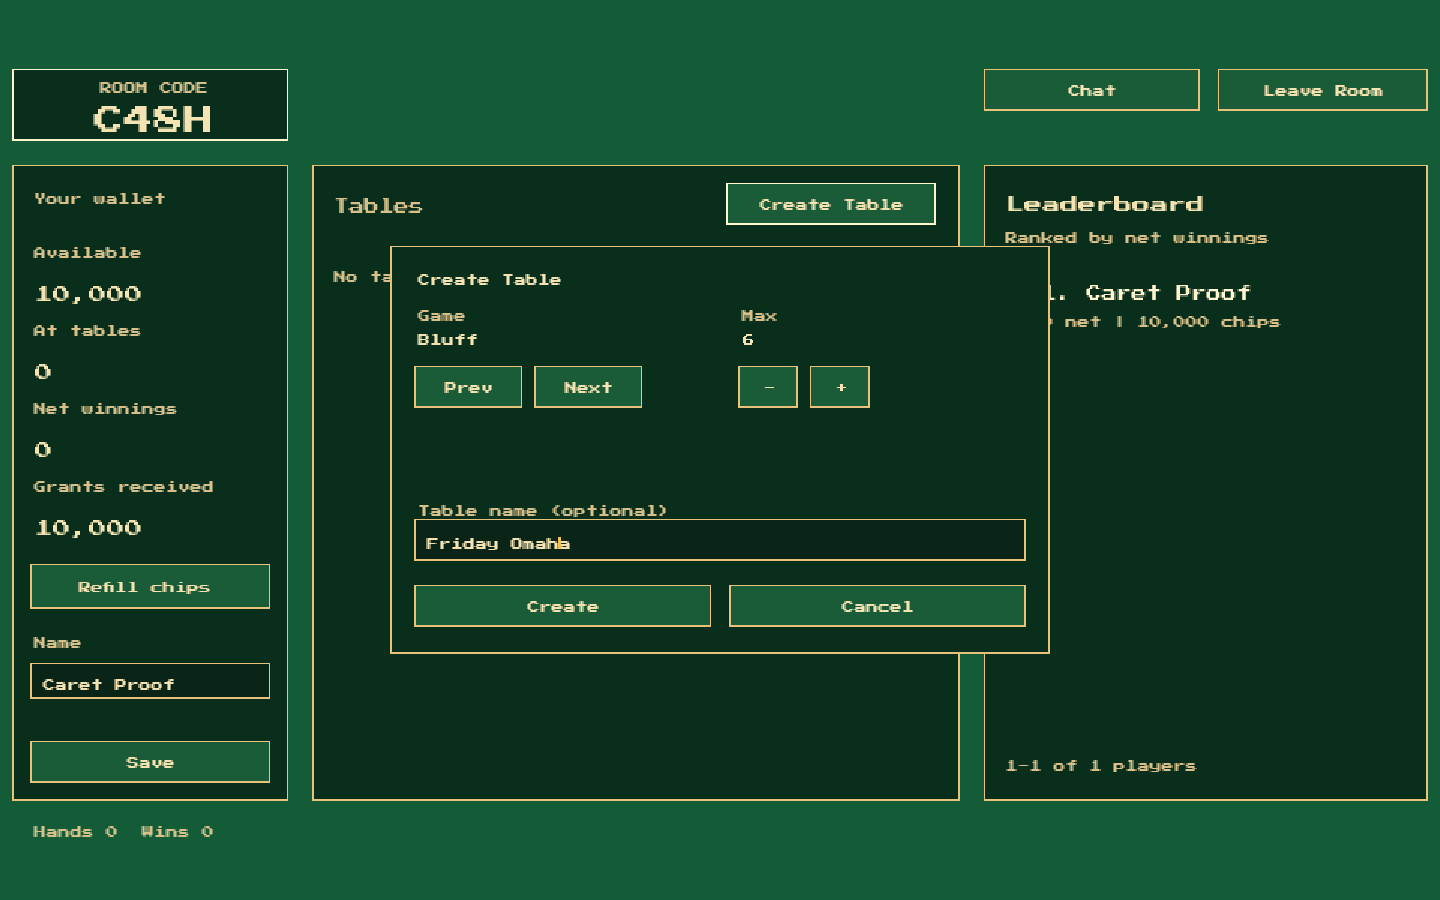 ROOM CODE
C4SH
Chat
Leave Room
Your wallet
Available
10,000
At tables
0
Net winnings
0
Grants received
10,000
Refill chips
Name
Caret Proof
Save
Hands 0 Wins 0
Tables
Create Table
No
Create Table
Game
Bluff
Prev
Next
Max
6
-
+
Table name (optional)
Friday Omaha
Create
Cancel
Leaderboard
Ranked by net winnings
1. Caret Proof
net | 10,000 chips
1-1 of 1 players